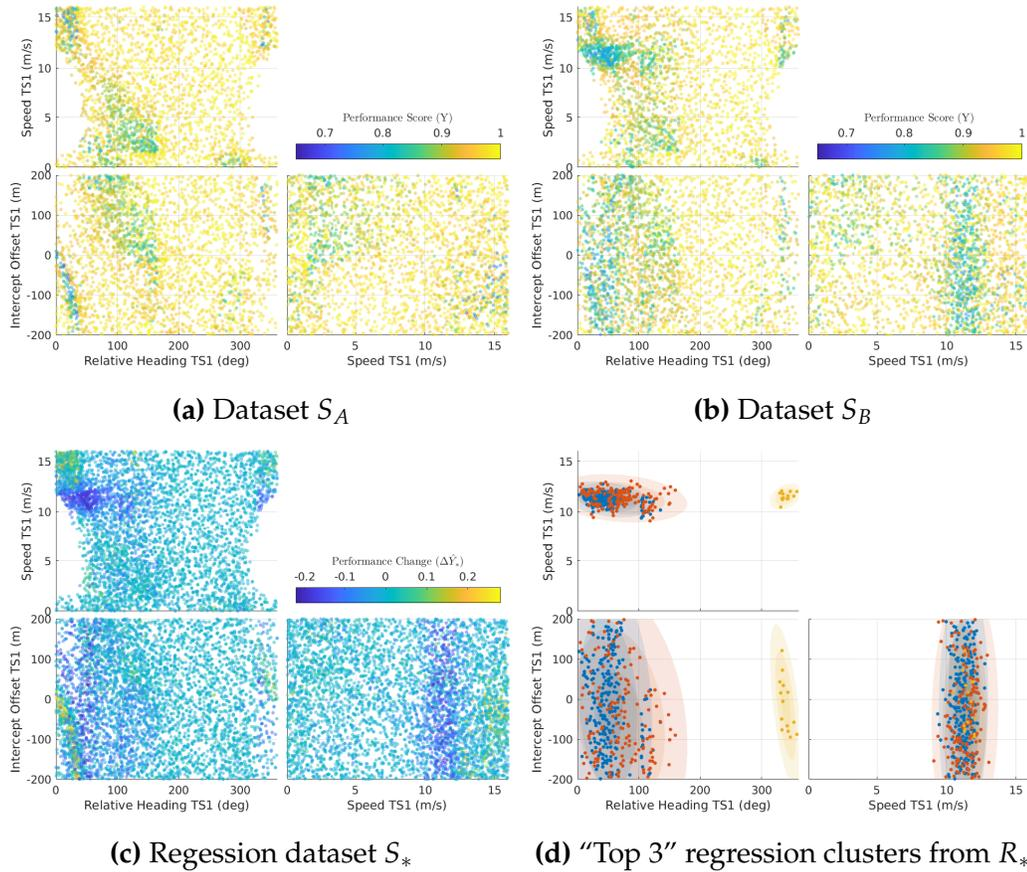 15
10
5
0
Speed TS1 (m/s)
Performance Score (Y)
0.7 0.8 0.9 1
200
100
0
-100
-200
Intercept Offset TS1 (m)
0 100 200 300
Relative Heading TS1 (deg)
0 5 10 15
Speed TS1 (m/s)
(a) Dataset S_A
15
10
5
0
Speed TS1 (m/s)
Performance Score (Y)
0.7 0.8 0.9 1
200
100
0
-100
-200
Intercept Offset TS1 (m)
0 100 200 300
Relative Heading TS1 (deg)
0 5 10 15
Speed TS1 (m/s)
(b) Dataset S_B
15
10
5
0
Speed TS1 (m/s)
Performance Change (ΔŶ_*)
-0.2 -0.1 0 0.1 0.2
200
100
0
-100
-200
Intercept Offset TS1 (m)
0 100 200 300
Relative Heading TS1 (deg)
0 5 10 15
Speed TS1 (m/s)
(c) Regression dataset S_*
15
10
5
0
Speed TS1 (m/s)
200
100
0
-100
-200
Intercept Offset TS1 (m)
0 100 200 300
Relative Heading TS1 (deg)
0 5 10 15
Speed TS1 (m/s)
(d) “Top 3” regression clusters from R_*